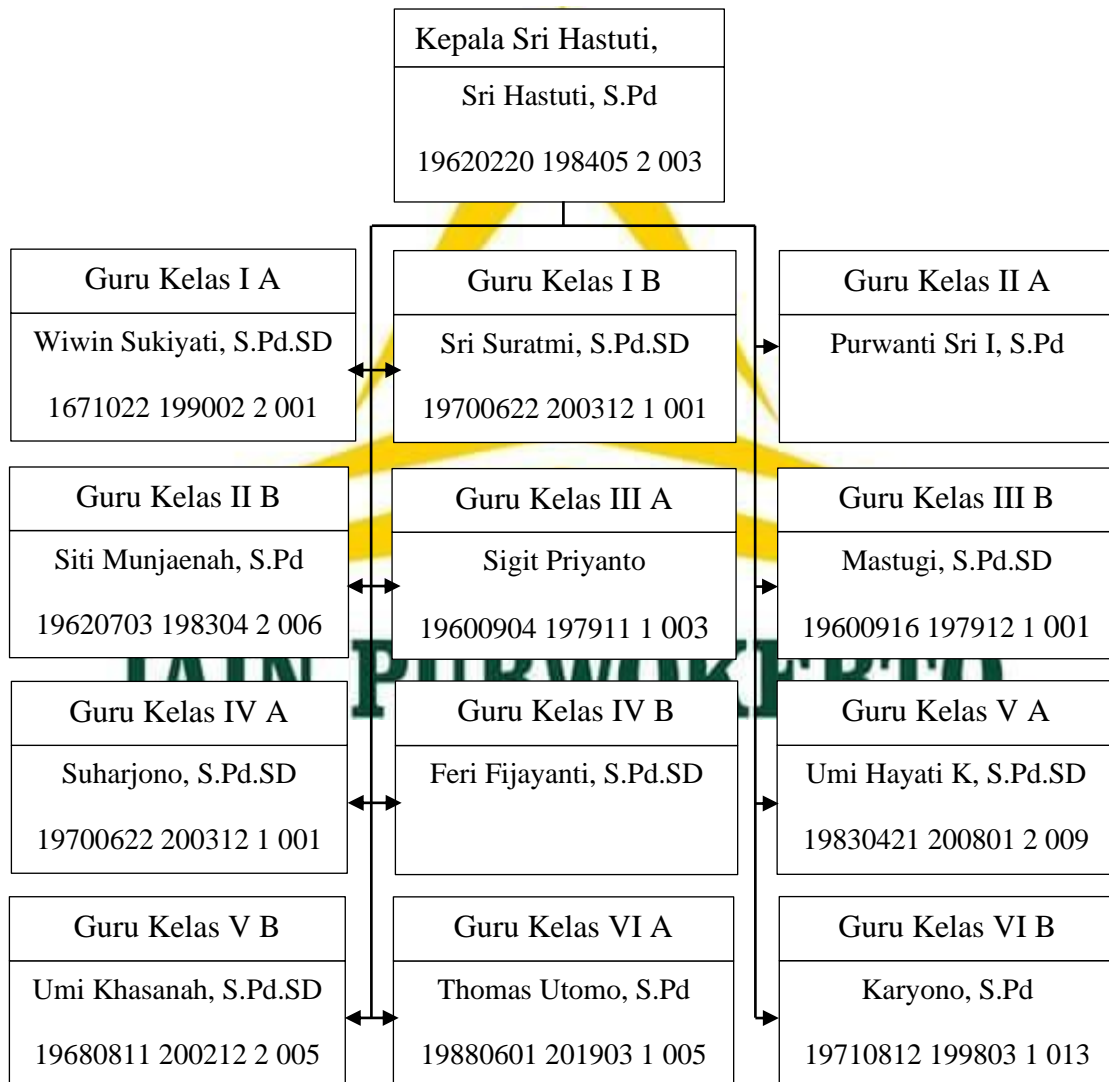 Kepala Sri Hastuti,
Sri Hastuti, S.Pd
19620220 198405 2 003
Guru Kelas I A
Wiwin Sukiyati, S.Pd.SD
1671022 199002 2 001
Guru Kelas I B
Sri Suratmi, S.Pd.SD
19700622 200312 1 001
Guru Kelas II A
Purwanti Sri I, S.Pd
Guru Kelas II B
Siti Munjaenah, S.Pd
19620703 198304 2 006
Guru Kelas III A
Sigit Priyanto
19600904 197911 1 003
Guru Kelas III B
Mastugi, S.Pd.SD
19600916 197912 1 001
IAIN PURWOKERTO
Guru Kelas IV A
Suharjono, S.Pd.SD
19700622 200312 1 001
Guru Kelas IV B
Feri Fijayanti, S.Pd.SD
Guru Kelas V A
Umi Hayati K, S.Pd.SD
19830421 200801 2 009
Guru Kelas V B
Umi Khasanah, S.Pd.SD
19680811 200212 2 005
Guru Kelas VI A
Thomas Utomo, S.Pd
19880601 201903 1 005
Guru Kelas VI B
Karyono, S.Pd
19710812 199803 1 013